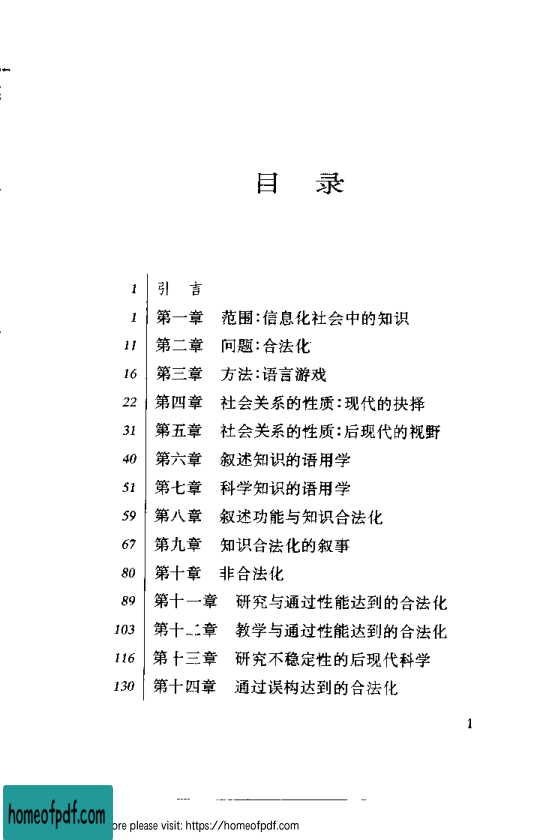 目 录
1 引 言
1 第一章 范围:信息化社会中的知识
11 第二章 问题:合法化
16 第三章 方法:语言游戏
22 第四章 社会关系的性质:现代的抉择
31 第五章 社会关系的性质:后现代的视野
40 第六章 叙述知识的语用学
51 第七章 科学知识的语用学
59 第八章 叙述功能与知识合法化
67 第九章 知识合法化的叙事
80 第十章 非合法化
89 第十一章 研究与通过性能达到的合法化
103 第十二章 教学与通过性能达到的合法化
116 第十三章 研究不稳定性的后现代科学
130 第十四章 通过误构达到的合法化
1
homeofpdf.com
ore please visit: https://homeofpdf.com